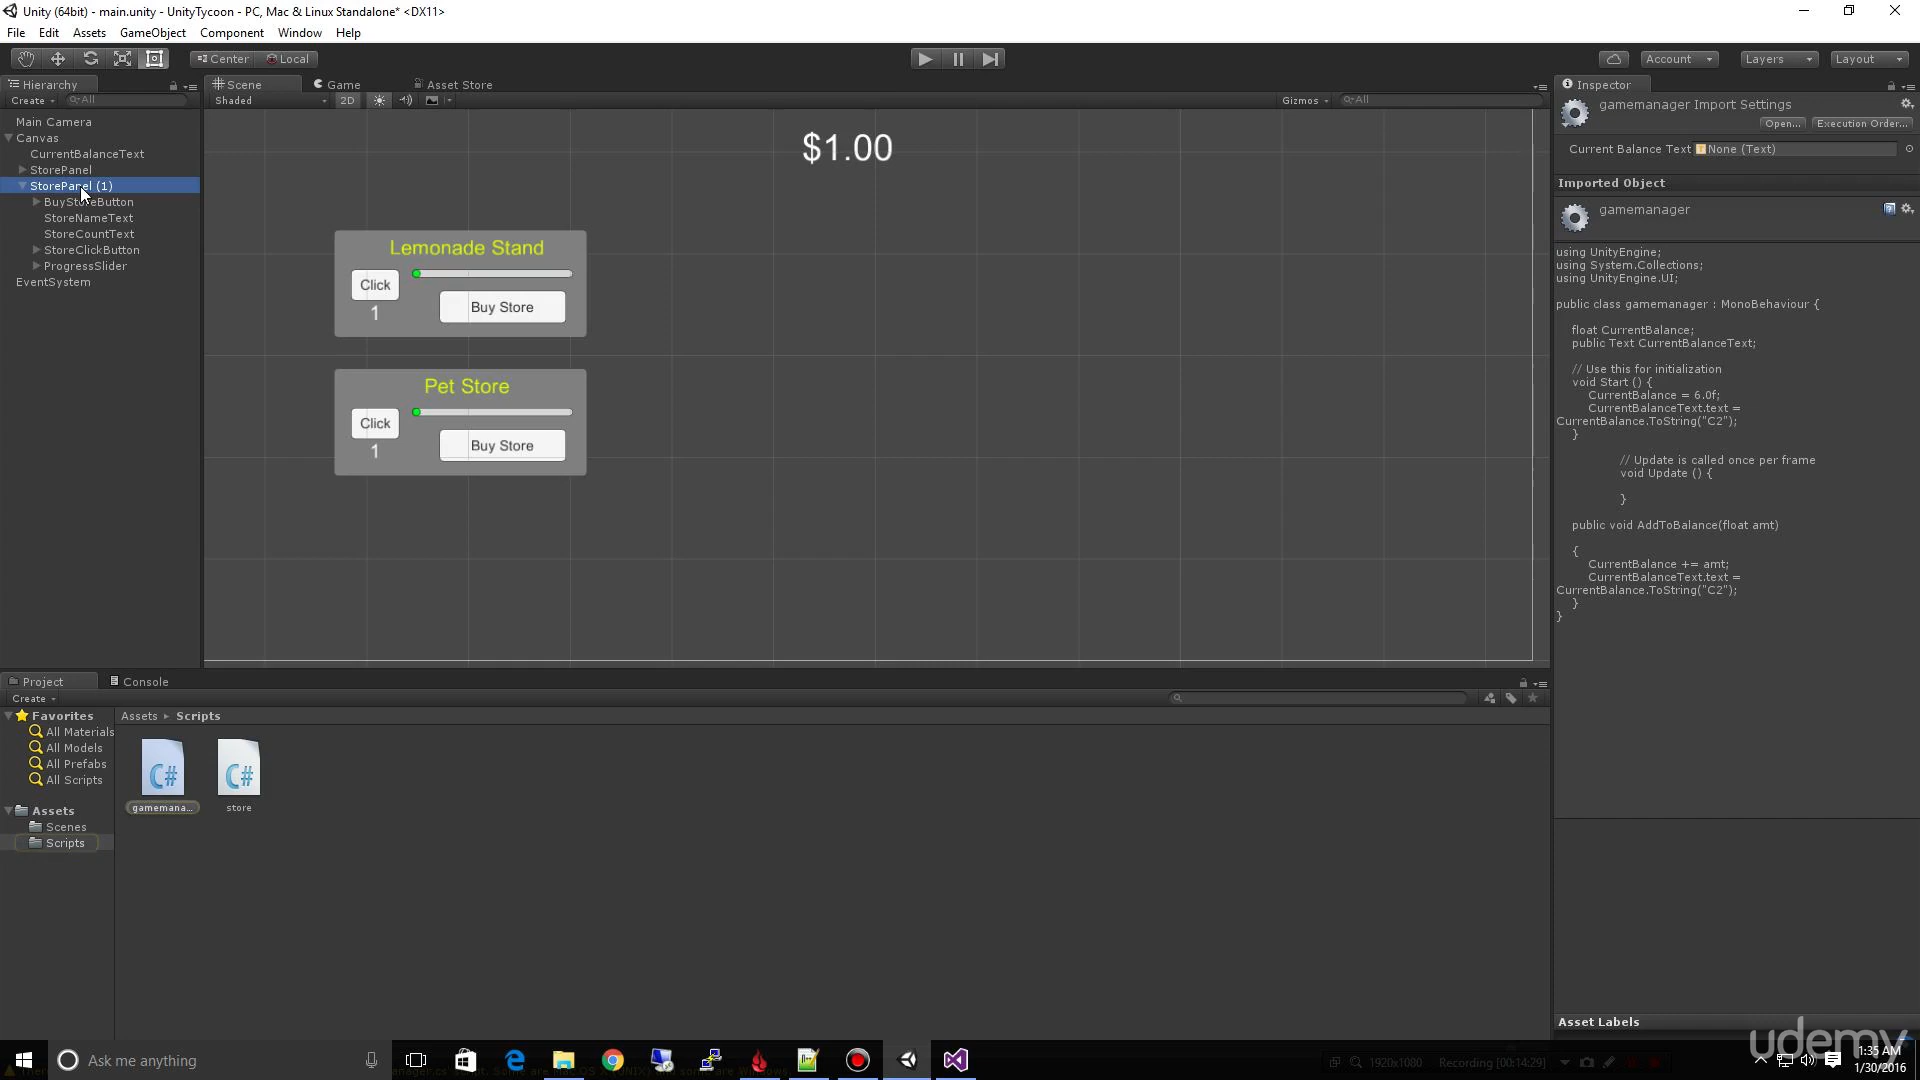 Unity (64bit) - main.unity - UnityTycoon - PC, Mac & Linux Standalone* <DX11>
File Edit Assets GameObject Component Window Help
Center Local Account Layers Layout
Hierarchy
Create All
Main Camera
Canvas
CurrentBalanceText
StorePanel
StorePanel (1)
BuyStoreButton
StoreNameText
StoreCountText
StoreClickButton
ProgressSlider
EventSystem
Scene Game Asset Store
Shaded 2D Gizmos All
$1.00
Lemonade Stand
Click
1
Buy Store
Pet Store
Click
1
Buy Store
Inspector
gamemanager Import Settings
Open... Execution Order...
Current Balance Text None (Text)
Imported Object
gamemanager
using UnityEngine;
using System.Collections;
using UnityEngine.UI;
public class gamemanager : MonoBehaviour {
float CurrentBalance;
public Text CurrentBalanceText;
// Use this for initialization
void Start () {
CurrentBalance = 6.0f;
CurrentBalanceText.text =
CurrentBalance.ToString("C2");
}
// Update is called once per frame
void Update () {
}
public void AddToBalance(float amt)
{
CurrentBalance += amt;
CurrentBalanceText.text =
CurrentBalance.ToString("C2");
}
}
Asset Labels
Project Console
Create
Favorites
All Materials
All Models
All Prefabs
All Scripts
Assets
Scenes
Scripts
Assets ▸ Scripts
C# C#
gamemana... store
udemy
Ask me anything
1920x1080 Recording [00:14:29]
1:35 AM
1/30/2016